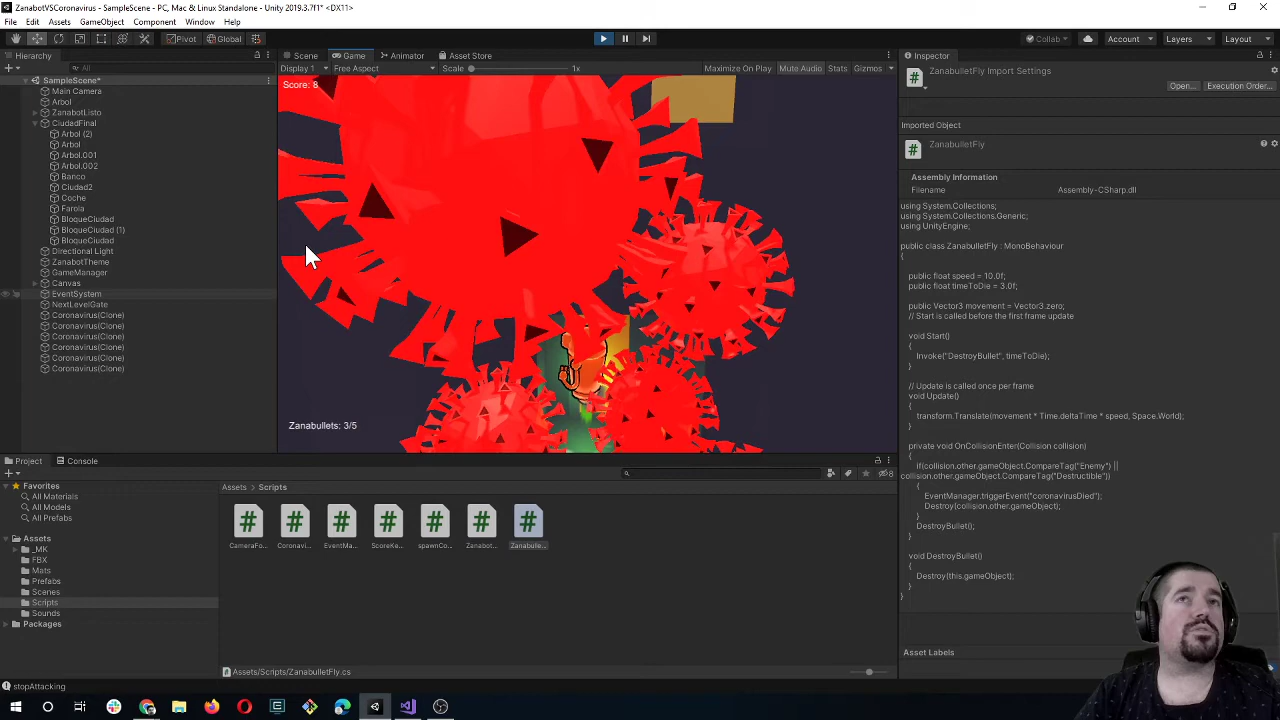 ZanabotVSCoronavirus - SampleScene - PC, Mac & Linux Standalone - Unity 2019.3.7f1* <DX11>
File Edit Assets GameObject Component Window Help
Pivot Global Collab Account Layers Layout
Hierarchy Scene Game Animator Asset Store Inspector
All Display 1 Free Aspect Scale 1x Maximize On Play Mute Audio Stats Gizmos
ZanabulletFly Import Settings
Open... Execution Order...
SampleScene*
Main Camera
Arbol
ZanabotListo
CiudadFinal
Arbol (2)
Arbol
Arbol.001
Arbol.002
Banco
Ciudad2
Coche
Farola
BloqueCiudad
BloqueCiudad (1)
BloqueCiudad
Directional Light
ZanabotTheme
GameManager
Canvas
EventSystem
NextLevelGate
Coronavirus(Clone)
Coronavirus(Clone)
Coronavirus(Clone)
Coronavirus(Clone)
Coronavirus(Clone)
Coronavirus(Clone)
Score: 8
Zanabullets: 3/5
Imported Object
ZanabulletFly
Assembly Information
Filename Assembly-CSharp.dll
using System.Collections;
using System.Collections.Generic;
using UnityEngine;
public class ZanabulletFly : MonoBehaviour
{
public float speed = 10.0f;
public float timeToDie = 3.0f;
public Vector3 movement = Vector3.zero;
// Start is called before the first frame update
void Start()
{
Invoke("DestroyBullet", timeToDie);
}
// Update is called once per frame
void Update()
{
transform.Translate(movement * Time.deltaTime * speed, Space.World);
}
private void OnCollisionEnter(Collision collision)
{
if(collision.other.gameObject.CompareTag("Enemy") ||
collision.other.gameObject.CompareTag("Destructible"))
{
EventManager.triggerEvent("coronavirusDied");
Destroy(collision.other.gameObject);
}
DestroyBullet();
}
void DestroyBullet()
{
Destroy(this.gameObject);
}
}
Asset Labels
Project Console
8
Favorites
All Materials
All Models
All Prefabs
Assets
_MK
FBX
Mats
Prefabs
Scenes
Scripts
Sounds
Packages
Assets > Scripts
CameraFo... Coronavi... EventMa... ScoreKe... spawnCo... Zanabot... Zanabulle...
Assets/Scripts/ZanabulletFly.cs
stopAttacking